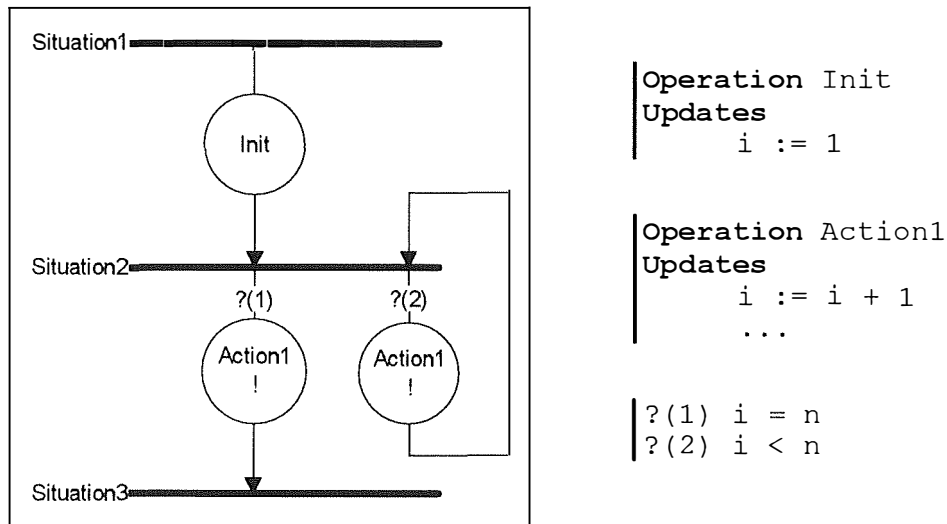 Situation1
Init
Situation2
?(1) ?(2)
Action1 Action1
! !
Situation3
Operation Init
Updates
i := 1
Operation Action1
Updates
i := i + 1
...
?(1) i = n
?(2) i < n